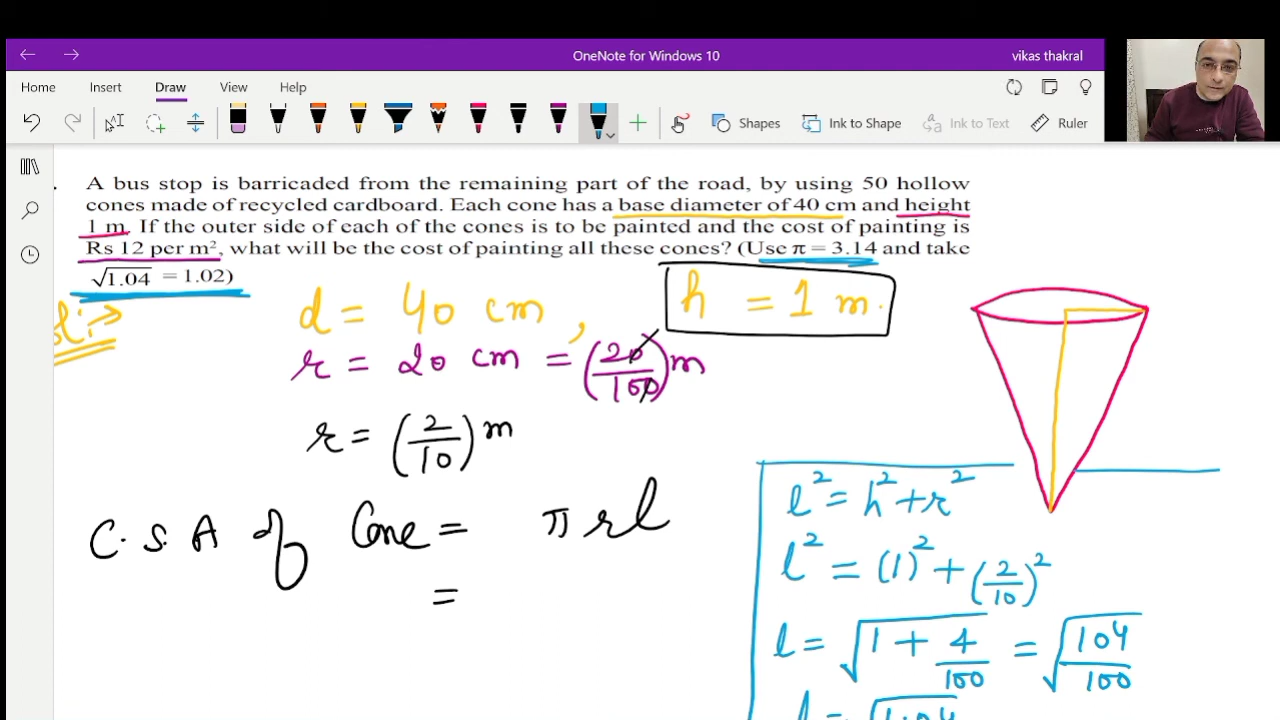 OneNote for Windows 10
vikas thakral
Home Insert Draw View Help
Shapes Ink to Shape Ink to Text Ruler
A bus stop is barricaded from the remaining part of the road, by using 50 hollow
cones made of recycled cardboard. Each cone has a base diameter of 40 cm and height
1 m. If the outer side of each of the cones is to be painted and the cost of painting is
Rs 12 per m², what will be the cost of painting all these cones? (Use π = 3.14 and take
√1.04 = 1.02)
d = 40 cm, h = 1 m.
r = 20 cm = (20/100) m
r = (2/10) m
C.S.A of Cone = πrl
=
l² = h² + r²
l² = (1)² + (2/10)²
l = √(1 + 4/100) = √(104/100)
l = √1.04